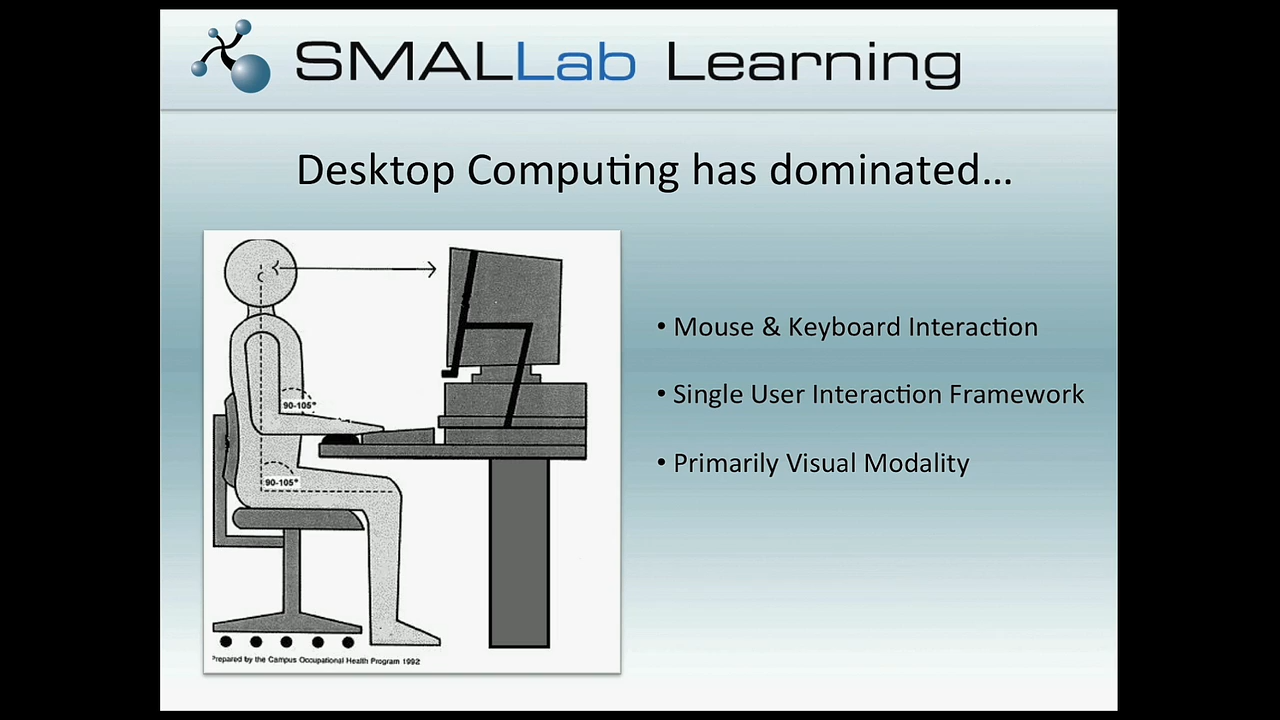 SMALLab Learning
Desktop Computing has dominated...
90-105°
90-105°
Prepared by the Campus Occupational Health Program 1992
• Mouse & Keyboard Interaction
• Single User Interaction Framework
• Primarily Visual Modality